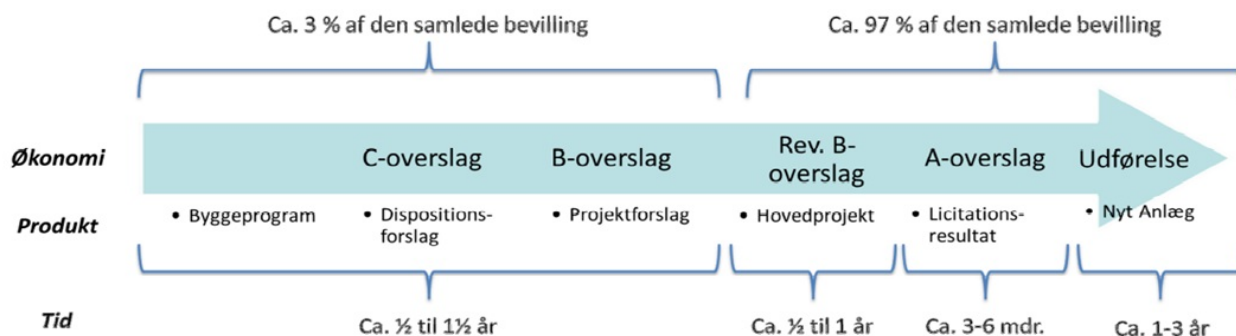 Ca. 3 % af den samlede bevilling
Ca. 97 % af den samlede bevilling
Økonomi
C-overslag
B-overslag
Rev. B-
overslag
A-overslag
Udførelse
Produkt
• Byggeprogram
• Dispositions-
forslag
• Projektforslag
• Hovedprojekt
• Licitations-
resultat
• Nyt Anlæg
Tid
Ca. ½ til 1½ år
Ca. ½ til 1 år
Ca. 3-6 mdr.
Ca. 1-3 år